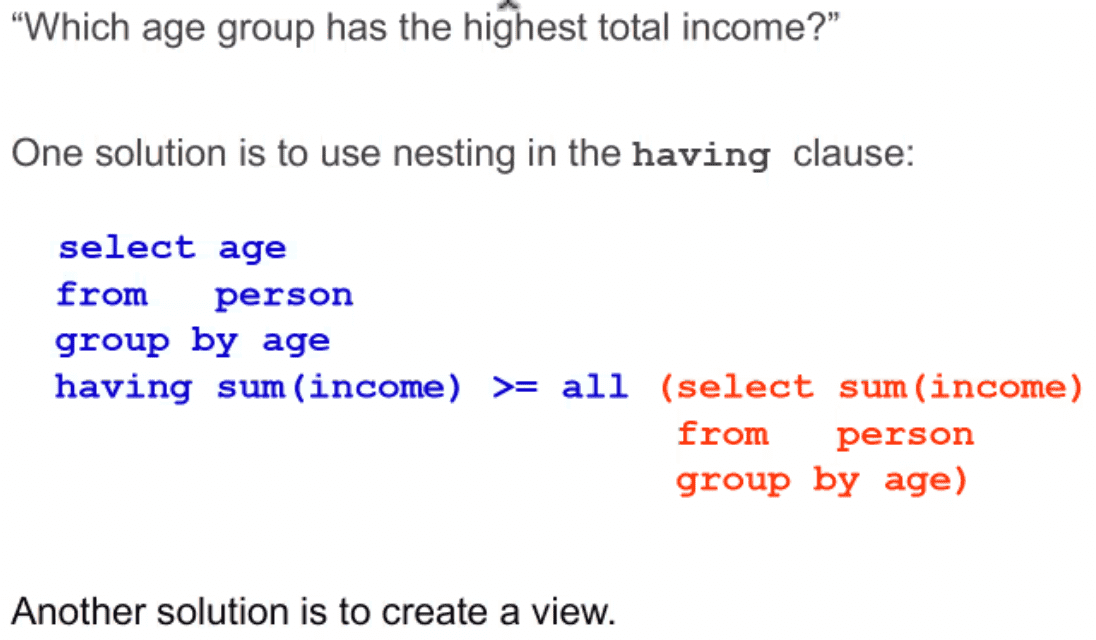 “Which age group has the highest total income?”
One solution is to use nesting in the having clause:
select age
from person
group by age
having sum(income) >= all (select sum(income)
from person
group by age)
Another solution is to create a view.